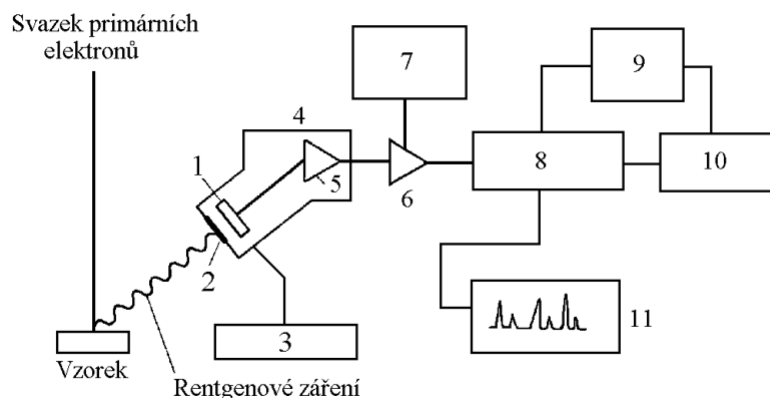 Svazek primárních
elektronů
7
9
4
1
5
8
10
6
2
11
3
Vzorek
Rentgenové záření